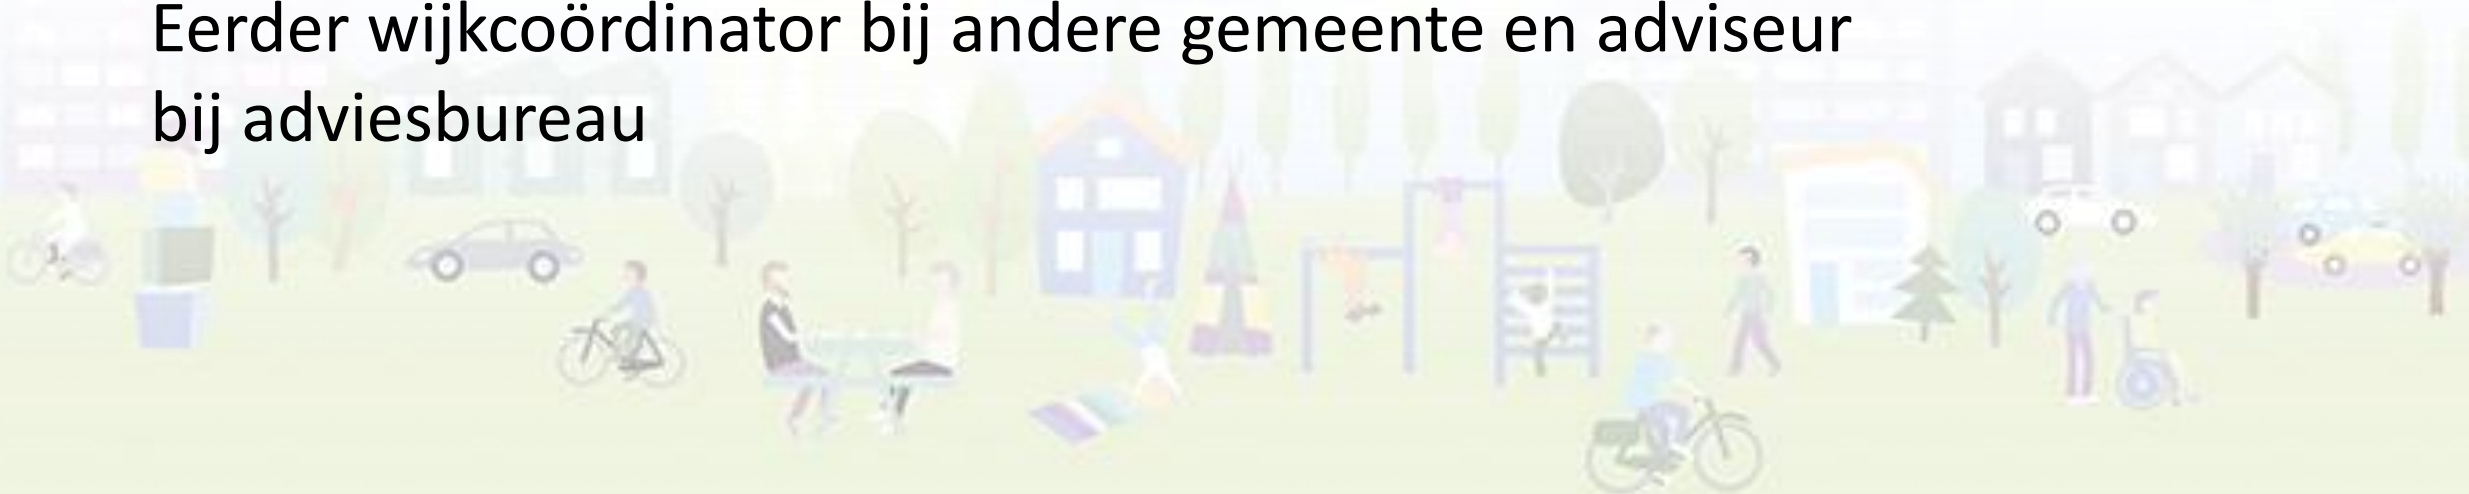 Eerder wijkcoördinator bij andere gemeente en adviseur
bij adviesbureau